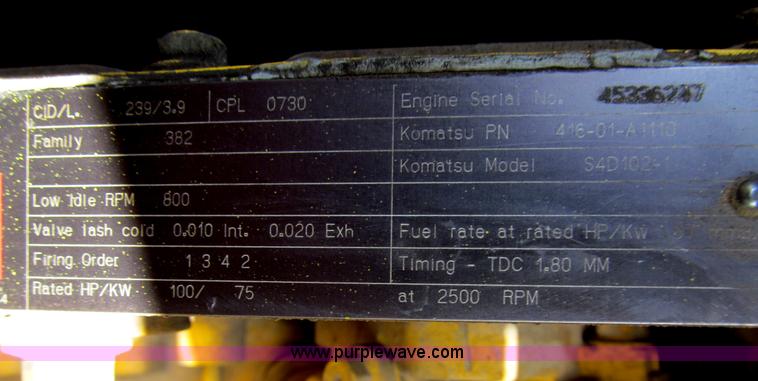 CID/L. 239/3.9 CPL 0730 Engine Serial No. 45336247
Family 382 Komatsu PN 416-01-A1110
Komatsu Model S4D102-1
Low Idle RPM 800
Valve lash cold 0.010 Int. 0.020 Exh Fuel rate at rated HP/Kw
Firing Order 1 3 4 2 Timing - TDC 1.80 MM
Rated HP/KW 100/ 75 at 2500 RPM
4
www.purplewave.com